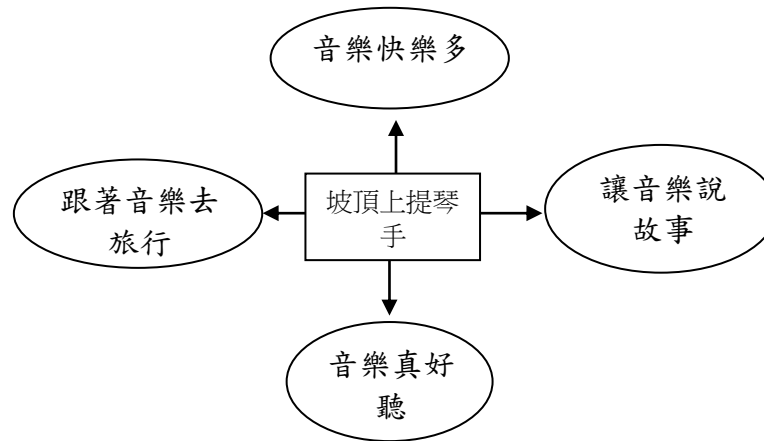 音樂快樂多
跟著音樂去
旅行
坡頂上提琴
手
讓音樂說
故事
音樂真好
聽